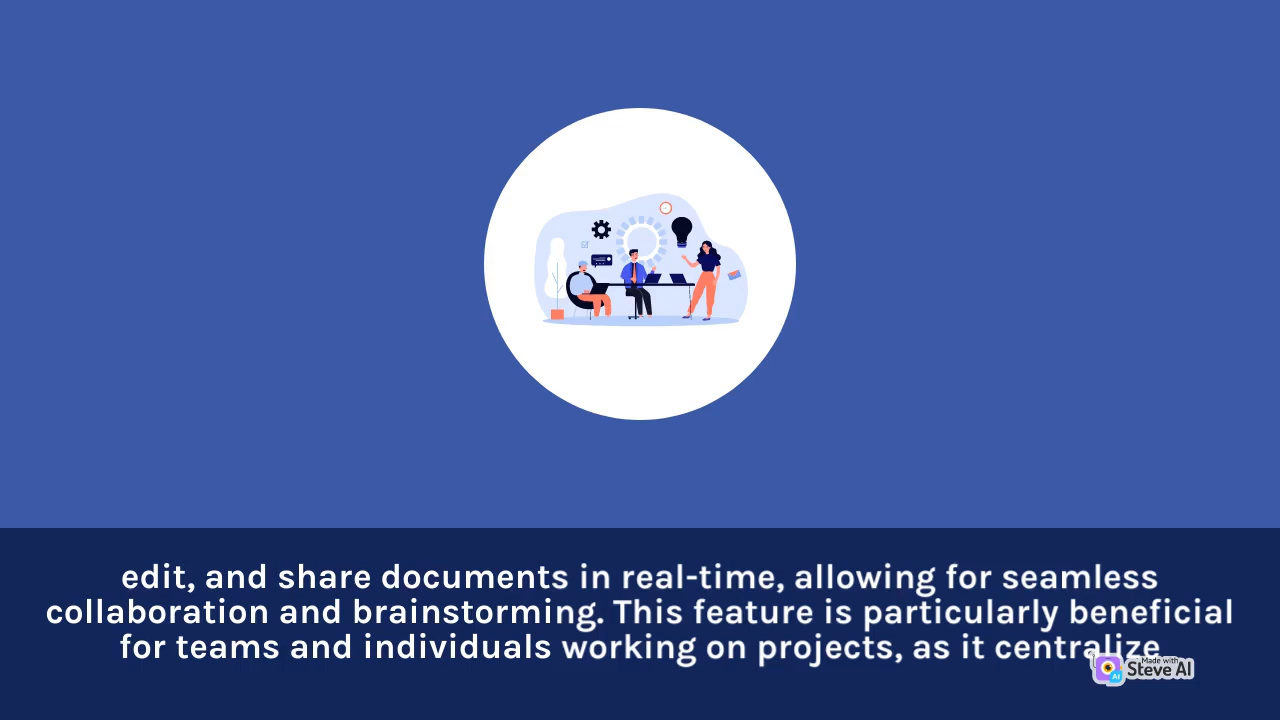 edit, and share documents in real-time, allowing for seamless
collaboration and brainstorming. This feature is particularly beneficial
for teams and individuals working on projects, as it centralize
Made with
Steve AI
AI